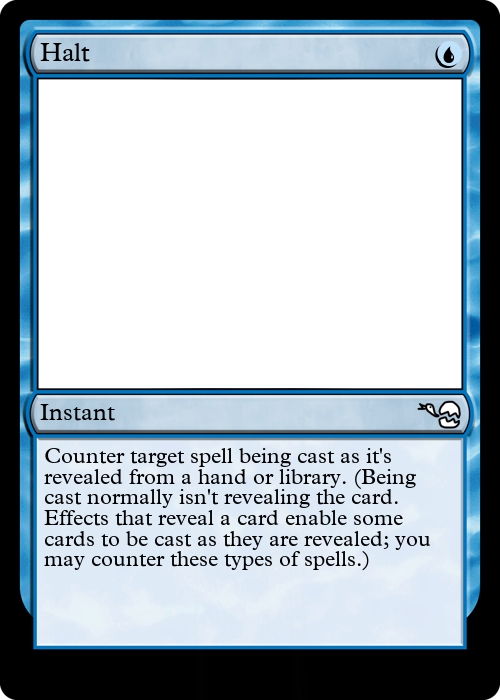 Halt
Instant
Counter target spell being cast as it's
revealed from a hand or library. (Being
cast normally isn't revealing the card.
Effects that reveal a card enable some
cards to be cast as they are revealed; you
may counter these types of spells.)